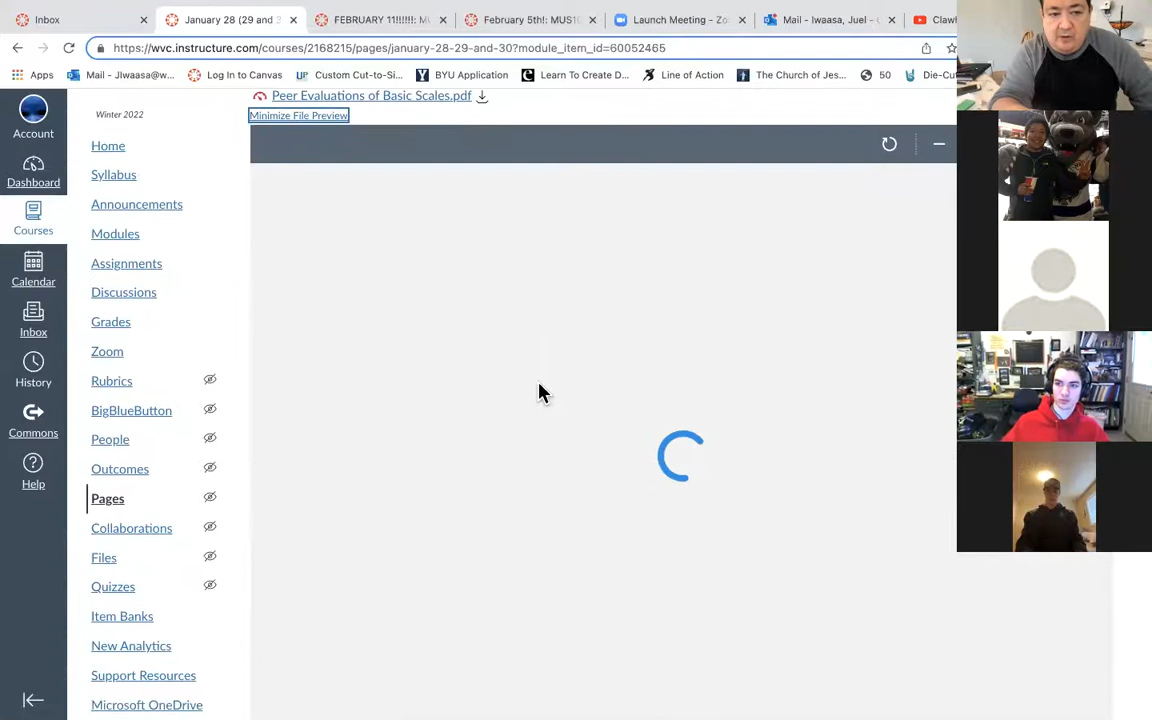 Inbox
January 28 (29 and 3
FEBRUARY 11!!!!!!!: M
February 5th!: MUS1
Launch Meeting - Zo
Mail - Iwaasa, Juel -
Clawh
https://wvc.instructure.com/courses/2168215/pages/january-28-29-and-30?module_item_id=60052465
Apps
Mail - JIwaasa@w...
Log In to Canvas
UP
Custom Cut-to-Si...
Y
BYU Application
Learn To Create D...
Line of Action
The Church of Jes...
50
Die-Cu
Peer Evaluations of Basic Scales.pdf
Minimize File Preview
Account
Dashboard
Courses
Calendar
Inbox
History
Commons
Help
Winter 2022
Home
Syllabus
Announcements
Modules
Assignments
Discussions
Grades
Zoom
Rubrics
BigBlueButton
People
Outcomes
Pages
Collaborations
Files
Quizzes
Item Banks
New Analytics
Support Resources
Microsoft OneDrive